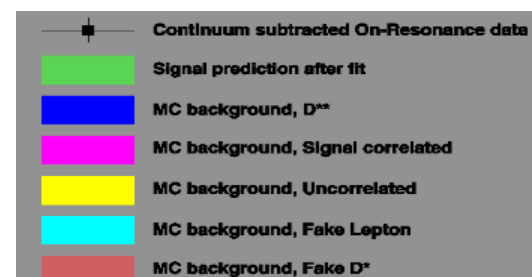 Continuum subtracted On-Resonance data
Signal prediction after fit
MC background, D**
MC background, Signal correlated
MC background, Uncorrelated
MC background, Fake Lepton
MC background, Fake D*